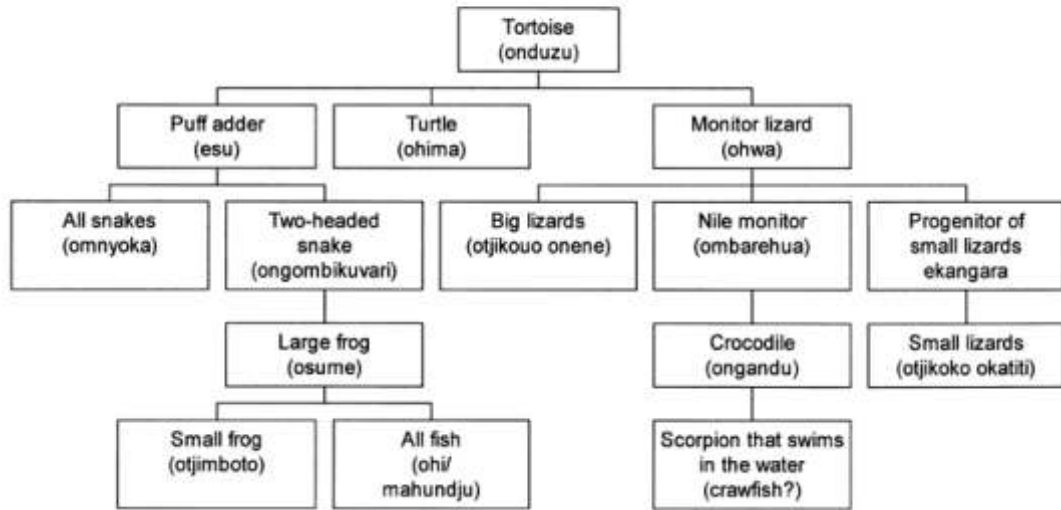 Tortoise
(onduzu)
Puff adder
(esu)
Turtle
(ohima)
Monitor lizard
(ohwa)
All snakes
(omnyoka)
Two-headed
snake
(ongombikuvari)
Big lizards
(otjikouo onene)
Nile monitor
(ombarehua)
Progenitor of
small lizards
ekangara
Large frog
(osume)
Crocodile
(ongandu)
Small lizards
(otjikoko okatiti)
Small frog
(otjimboto)
All fish
(ohi/
mahundju)
Scorpion that swims
in the water
(crawfish?)